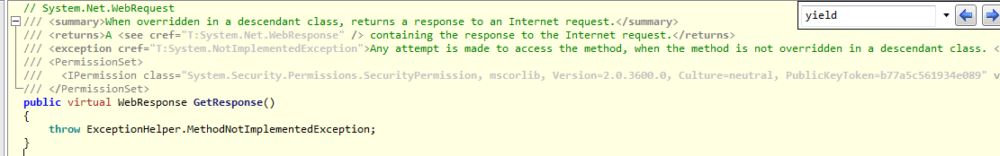 // System.Net.WebRequest
/// <summary>When overridden in a descendant class, returns a response to an Internet request.</summary>
/// <returns>A <see cref="T:System.Net.WebResponse" /> containing the response to the Internet request.</returns>
/// <exception cref="T:System.NotImplementedException">Any attempt is made to access the method, when the method is not overridden in a descendant class. <
/// <PermissionSet>
///   <IPermission class="System.Security.Permissions.SecurityPermission, mscorlib, Version=2.0.3600.0, Culture=neutral, PublicKeyToken=b77a5c561934e089" v
/// </PermissionSet>
public virtual WebResponse GetResponse()
{
    throw ExceptionHelper.MethodNotImplementedException;
}
yield